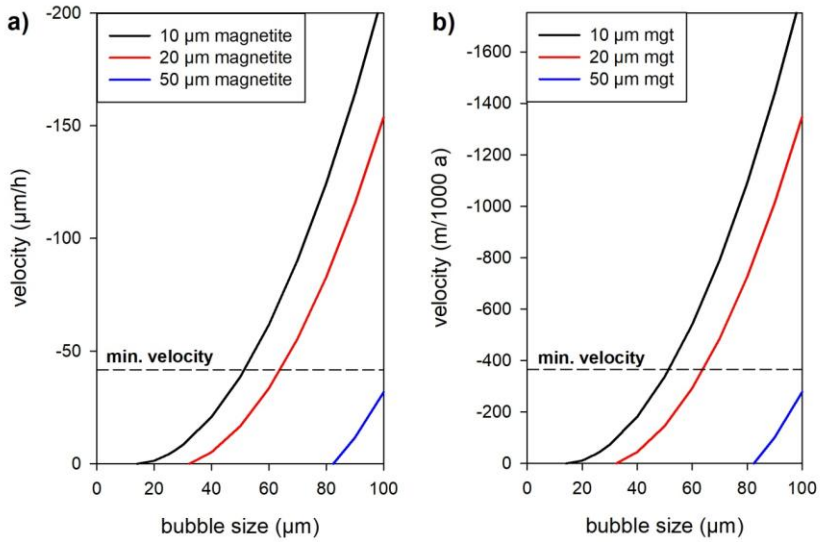 a)
-200
-150
-100
-50
0
velocity (µm/h)
10 µm magnetite
20 µm magnetite
50 µm magnetite
min. velocity
0 20 40 60 80 100
bubble size (µm)
b)
-1600
-1400
-1200
-1000
-800
-600
-400
-200
0
velocity (m/1000 a)
10 µm mgt
20 µm mgt
50 µm mgt
min. velocity
0 20 40 60 80 100
bubble size (µm)